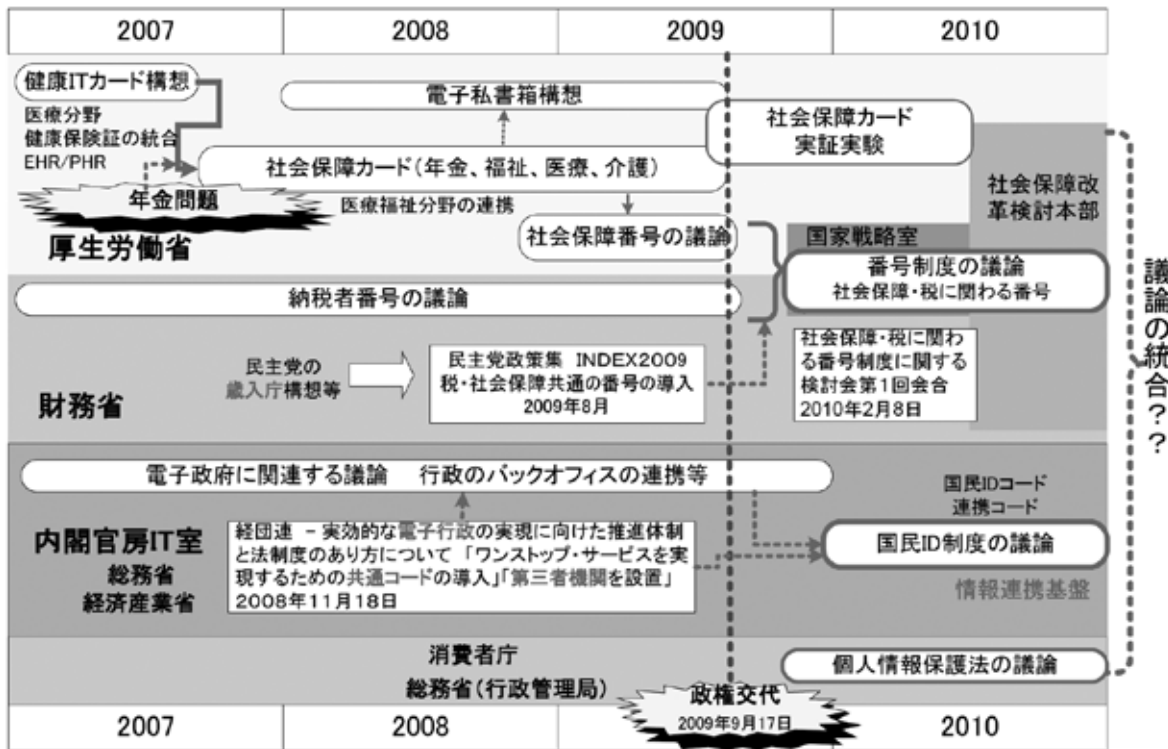 2007
2008
2009
2010
健康ITカード構想
医療分野
健康保険証の統合
EHR/PHR
年金問題
厚生労働省
電子私書箱構想
社会保障カード
実証実験
社会保障カード(年金、福祉、医療、介護)
医療福祉分野の連携
社会保障番号の議論
社会保障改
革検討本部
国家戦略室
番号制度の議論
社会保障・税に関わる番号
納税者番号の議論
民主党の
歳入庁構想等
民主党政策集 INDEX2009
税・社会保障共通の番号の導入
2009年8月
社会保障・税に関わ
る番号制度に関する
検討会第1回会合
2010年2月8日
財務省
電子政府に関連する議論 行政のバックオフィスの連携等
内閣官房IT室
総務省
経済産業省
経団連 － 実効的な電子行政の実現に向けた推進体制
と法制度のあり方について 「ワンストップ・サービスを実
現するための共通コードの導入」「第三者機関を設置」
2008年11月18日
国民IDコード
連携コード
国民ID制度の議論
情報連携基盤
消費者庁
総務省(行政管理局)
個人情報保護法の議論
政権交代
2009年9月17日
議論の統合??
2007
2008
2009
2010